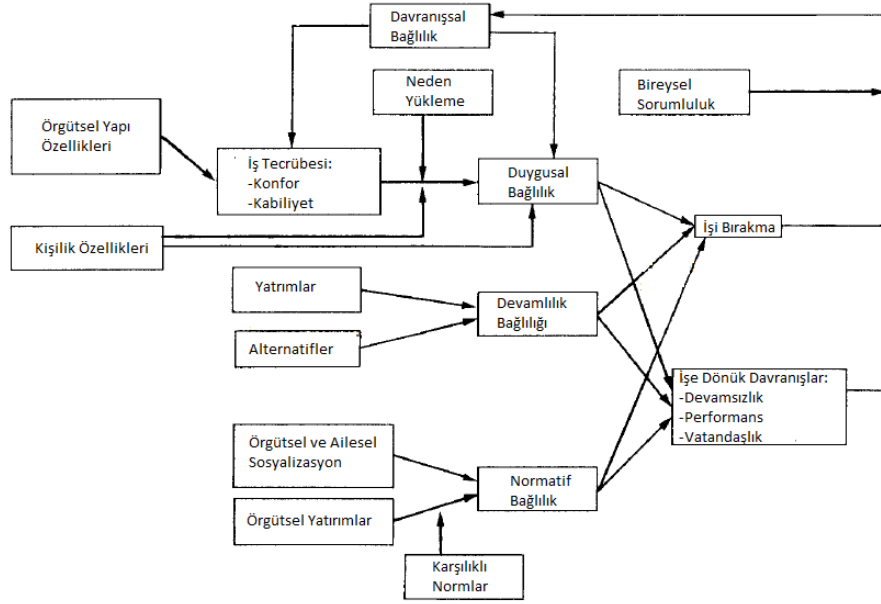 Davranışsal
Bağlılık
Neden
Yükleme
Bireysel
Sorumluluk
Örgütsel Yapı
Özellikleri
İş Tecrübesi:
-Konfor
-Kabiliyet
Duygusal
Bağlılık
Kişilik Özellikleri
İşi Bırakma
Yatrımlar
Devamlılık
Bağlılığı
Alternatifler
İşe Dönük Davranışlar:
-Devamsızlık
-Performans
-Vatandaşlık
Örgütsel ve Ailesel
Sosyalizasyon
Normatif
Bağlılık
Örgütsel Yatırımlar
Karşılıklı
Normlar